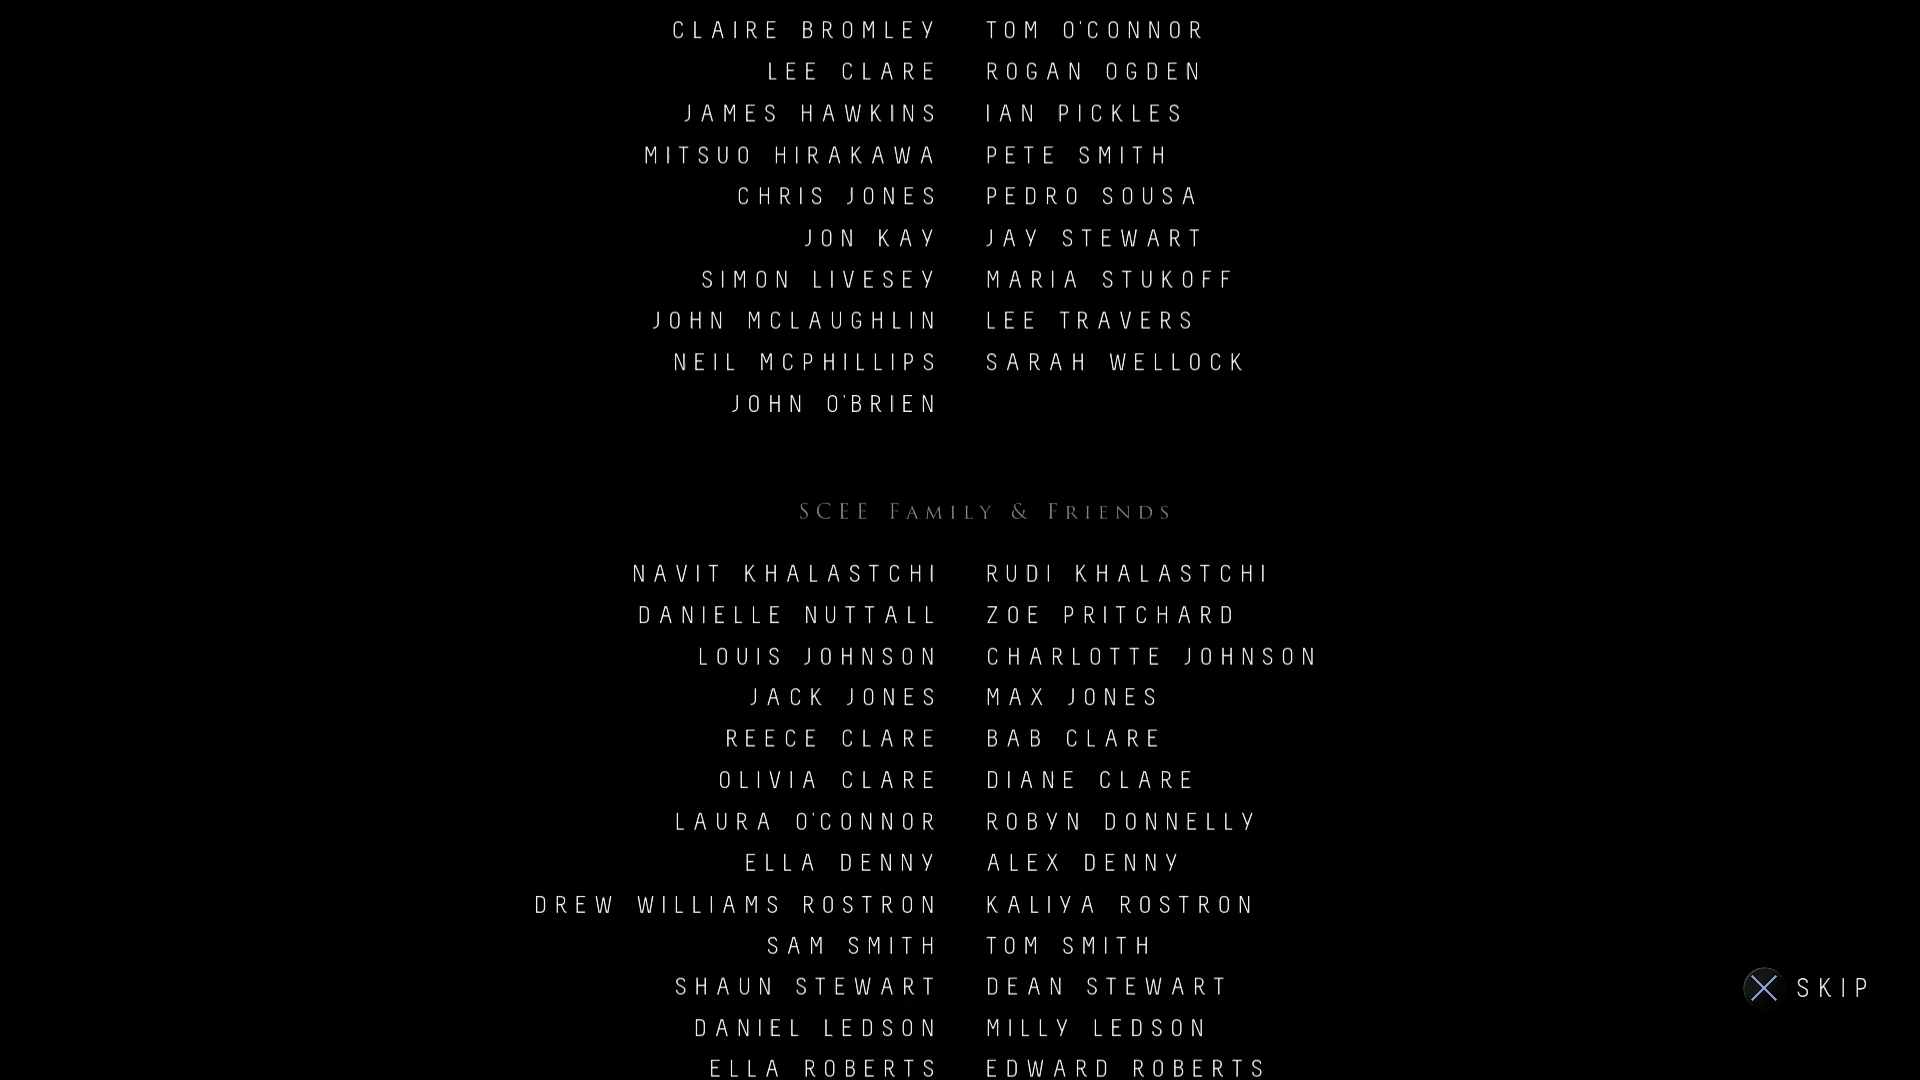 CLAIRE BROMLEY TOM O'CONNOR
LEE CLARE ROGAN OGDEN
JAMES HAWKINS IAN PICKLES
MITSUO HIRAKAWA PETE SMITH
CHRIS JONES PEDRO SOUSA
JON KAY JAY STEWART
SIMON LIVESEY MARIA STUKOFF
JOHN MCLAUGHLIN LEE TRAVERS
NEIL MCPHILLIPS SARAH WELLOCK
JOHN O'BRIEN
SCEE FAMILY & FRIENDS
NAVIT KHALASTCHI RUDI KHALASTCHI
DANIELLE NUTTALL ZOE PRITCHARD
LOUIS JOHNSON CHARLOTTE JOHNSON
JACK JONES MAX JONES
REECE CLARE BAB CLARE
OLIVIA CLARE DIANE CLARE
LAURA O'CONNOR ROBYN DONNELLY
ELLA DENNY ALEX DENNY
DREW WILLIAMS ROSTRON KALIYA ROSTRON
SAM SMITH TOM SMITH
SHAUN STEWART DEAN STEWART
SKIP
DANIEL LEDSON MILLY LEDSON
ELLA ROBERTS EDWARD ROBERTS